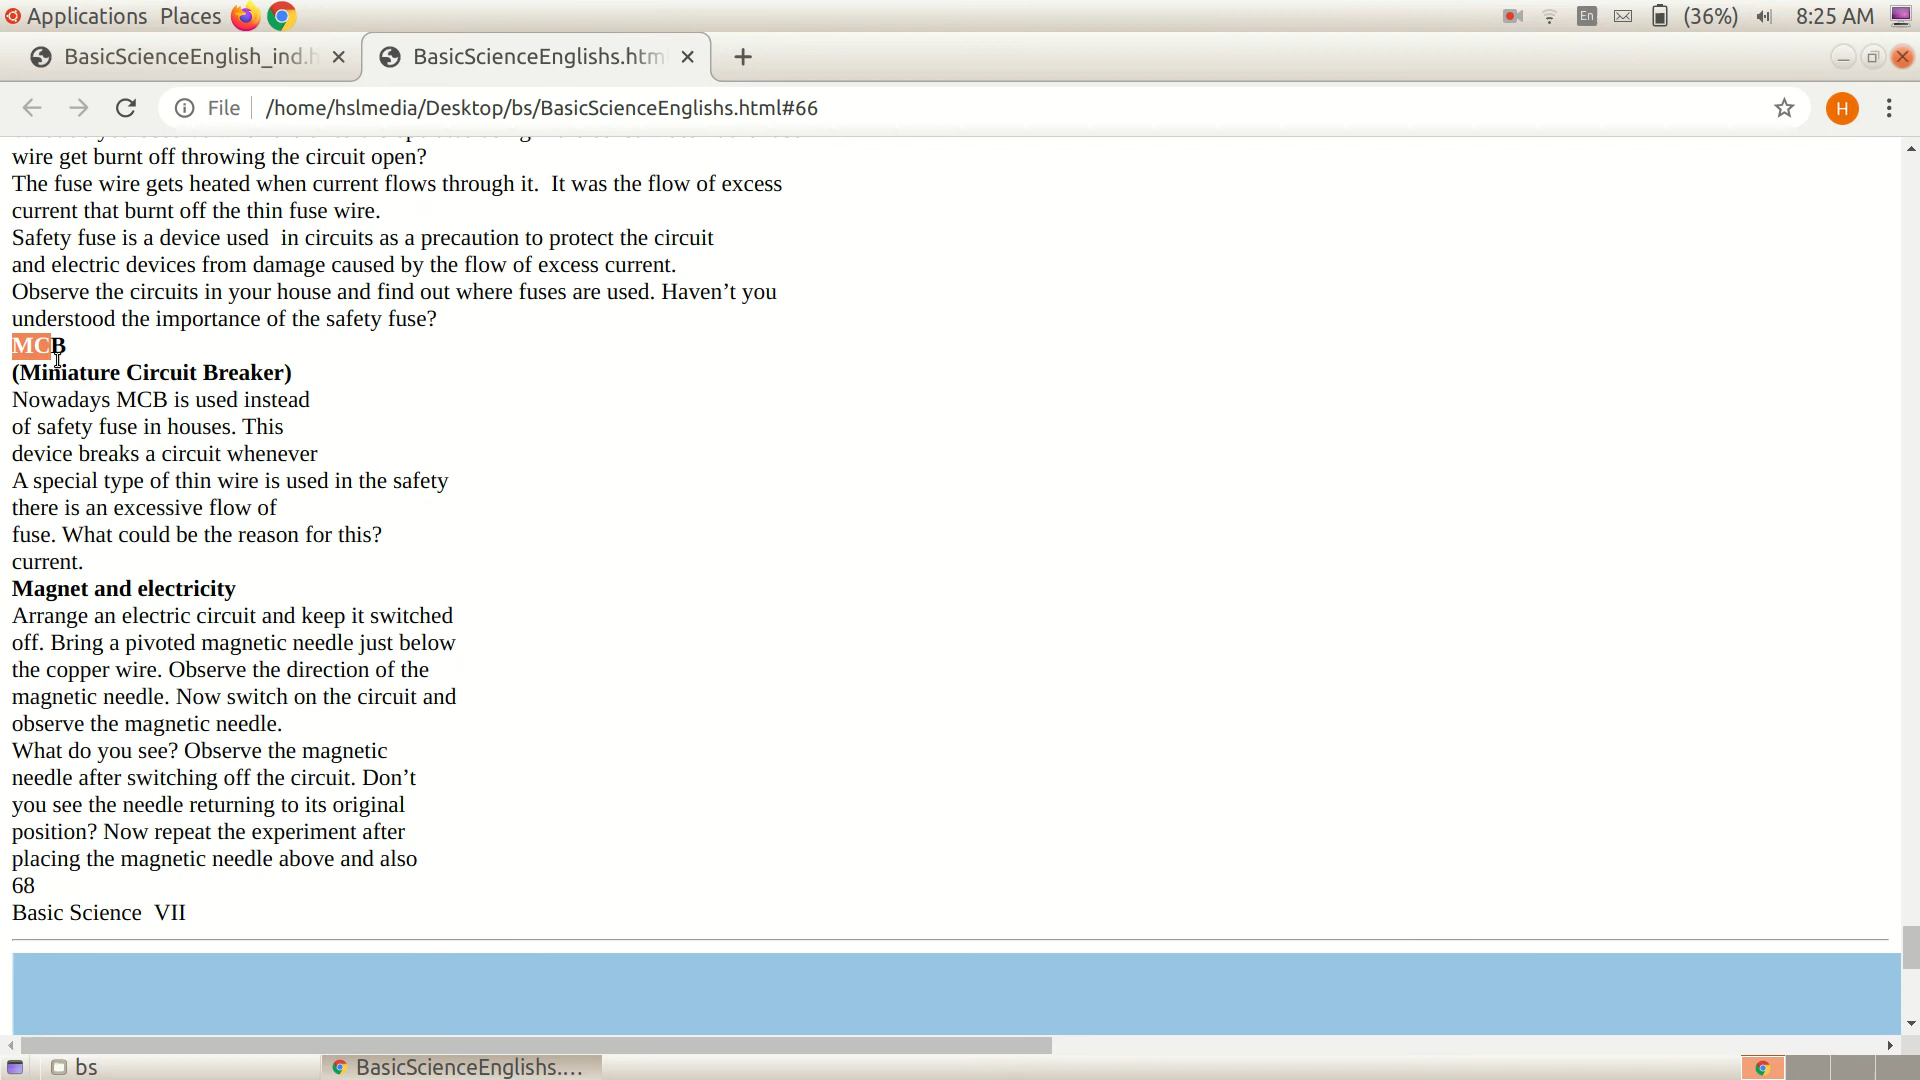 Applications Places
En
(36%)
8:25 AM
BasicScienceEnglish_ind.h
BasicScienceEnglishs.htm
File /home/hslmedia/Desktop/bs/BasicScienceEnglishs.html#66
H
wire get burnt off throwing the circuit open?
The fuse wire gets heated when current flows through it.  It was the flow of excess
current that burnt off the thin fuse wire.
Safety fuse is a device used  in circuits as a precaution to protect the circuit
and electric devices from damage caused by the flow of excess current.
Observe the circuits in your house and find out where fuses are used. Haven’t you
understood the importance of the safety fuse?
MCB
(Miniature Circuit Breaker)
Nowadays MCB is used instead
of safety fuse in houses. This
device breaks a circuit whenever
A special type of thin wire is used in the safety
there is an excessive flow of
fuse. What could be the reason for this?
current.
Magnet and electricity
Arrange an electric circuit and keep it switched
off. Bring a pivoted magnetic needle just below
the copper wire. Observe the direction of the
magnetic needle. Now switch on the circuit and
observe the magnetic needle.
What do you see? Observe the magnetic
needle after switching off the circuit. Don’t
you see the needle returning to its original
position? Now repeat the experiment after
placing the magnetic needle above and also
68
Basic Science  VII
bs
BasicScienceEnglishs....